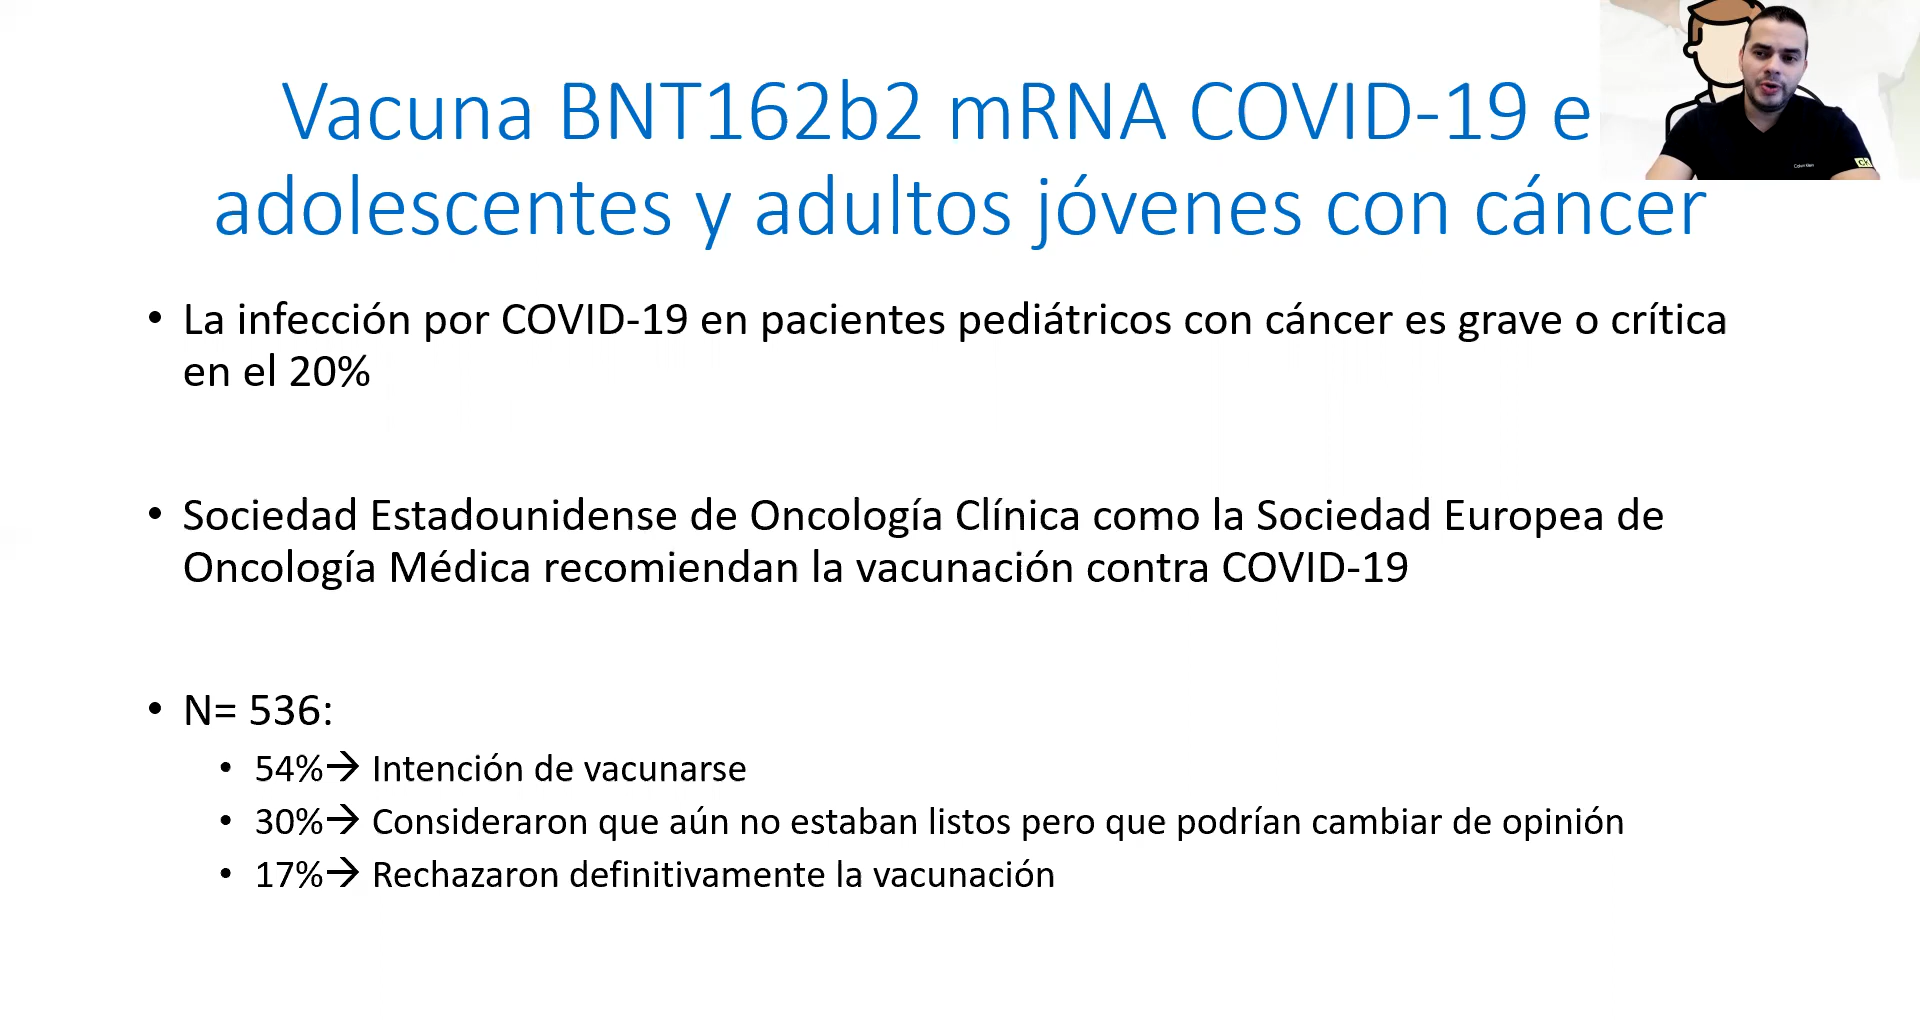 Vacuna BNT162b2 mRNA COVID-19 e
adolescentes y adultos jóvenes con cáncer
• La infección por COVID-19 en pacientes pediátricos con cáncer es grave o crítica
en el 20%
• Sociedad Estadounidense de Oncología Clínica como la Sociedad Europea de
Oncología Médica recomiendan la vacunación contra COVID-19
• N= 536:
• 54%→ Intención de vacunarse
• 30%→ Consideraron que aún no estaban listos pero que podrían cambiar de opinión
• 17%→ Rechazaron definitivamente la vacunación
Calvin Klein